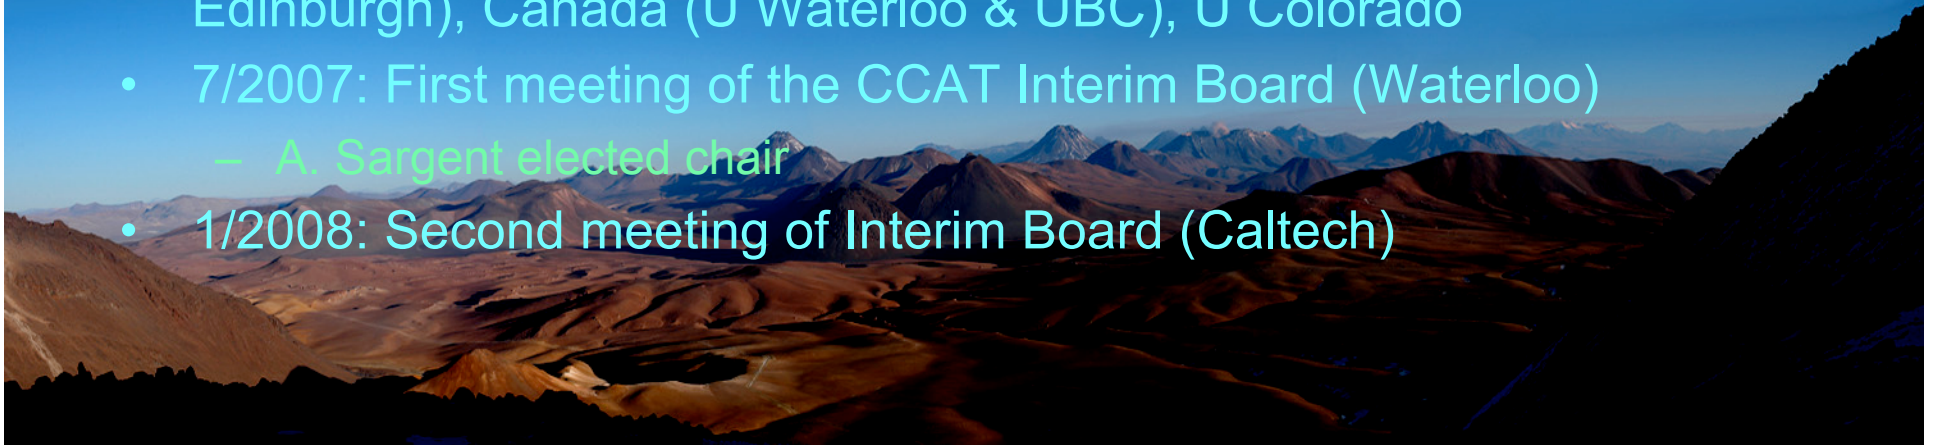 Edinburgh), Canada (U Waterloo & UBC), U Colorado
• 7/2007: First meeting of the CCAT Interim Board (Waterloo)
– A. Sargent elected chair
• 1/2008: Second meeting of Interim Board (Caltech)